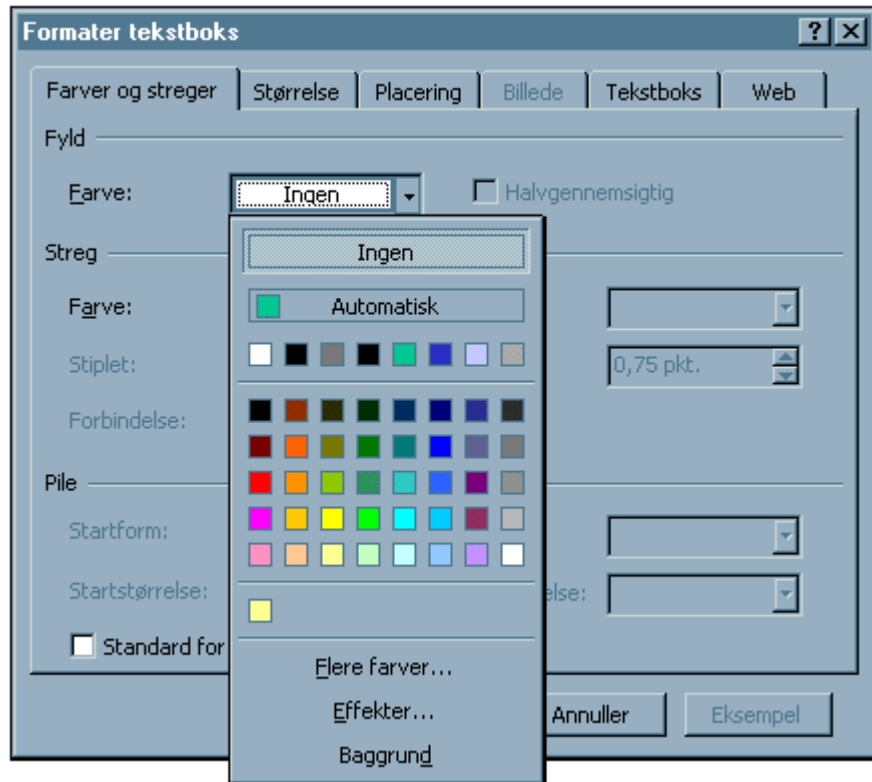 Formater tekstboks
Farver og streger Størrelse Placering Billede Tekstboks Web
Fyld
Farve: Ingen Halvgennemsigtig
Ingen
Streg
Automatisk
Farve:
Stiplet: 0,75 pkt.
Forbindelse:
Pile
Startform:
Startstørrelse: else:
Standard for
Flere farver...
Effekter...
Annuller Eksempel
Baggrund